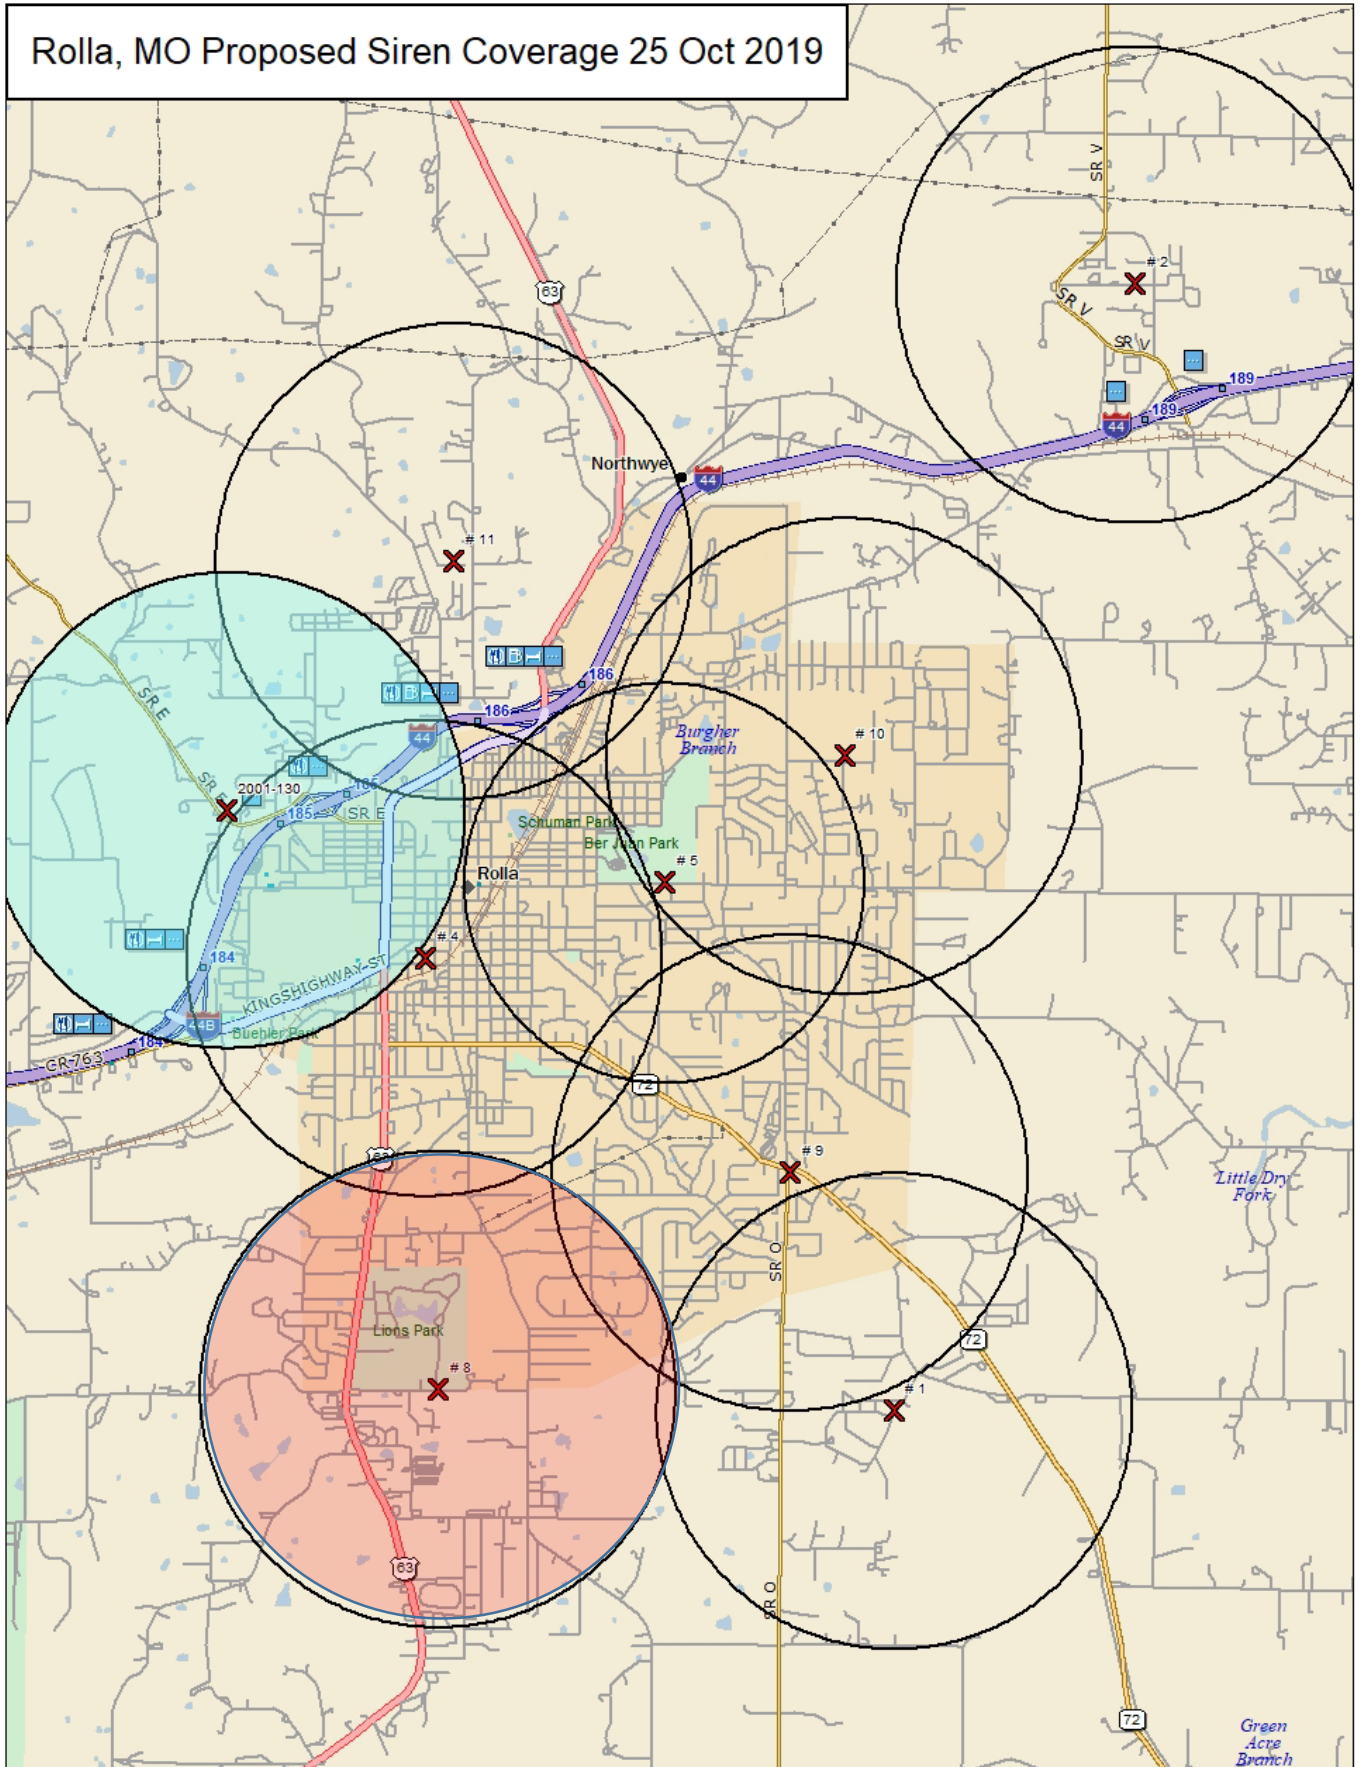 Rolla, MO Proposed Siren Coverage 25 Oct 2019
SR V
# 2
63
SR V
SR V
189
189
44
Northwye
44
# 11
186
186
SR E
44
Burgher
Branch
# 10
SR E
2001-130
185
185
SR E
Schuman Park
Ber Juan Park
# 5
Rolla
# 4
184
KINGSHIGHWAY ST
44B
Buehler Park
184
CR 763
72
# 9
63
Little Dry
Fork
SR O
Lions Park
72
# 8
# 1
63
SR O
72
Green
Acre
Branch